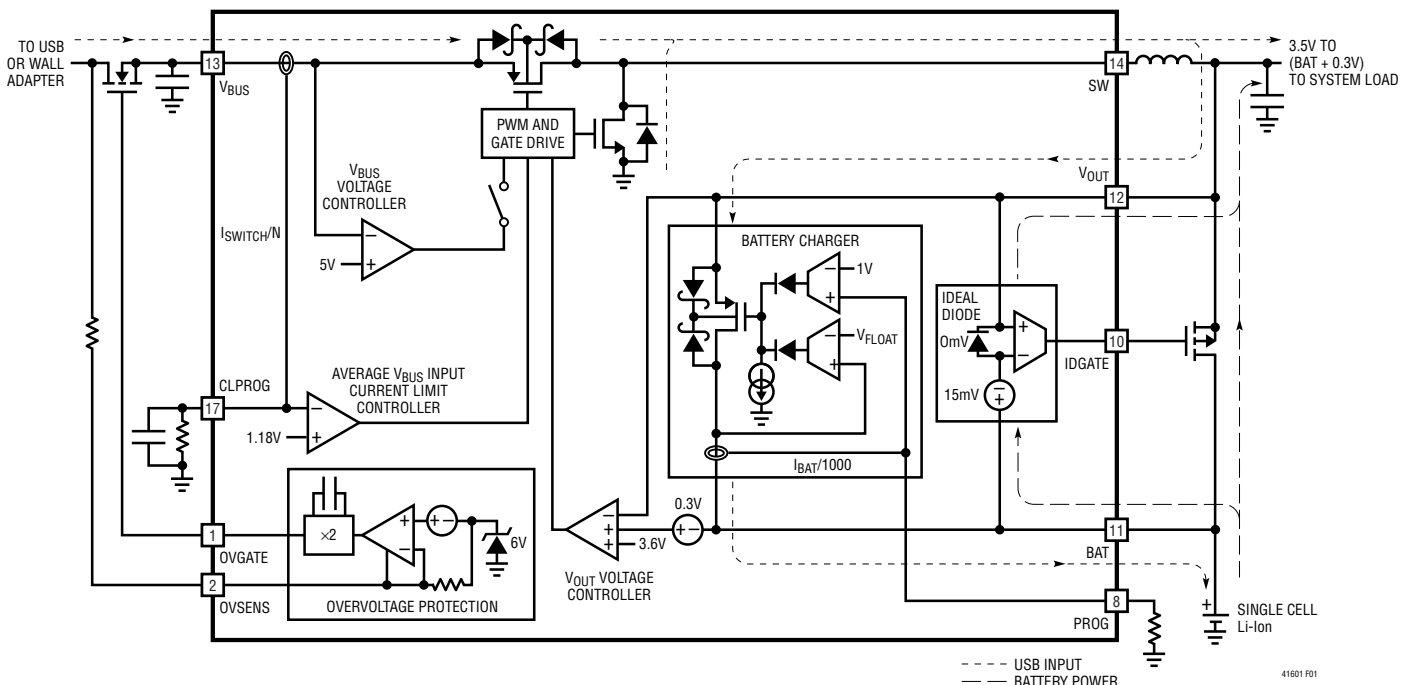 TO USB
OR WALL
ADAPTER
13
VBUS
ISWITCH/N
VBUS
VOLTAGE
CONTROLLER
−
+
5V
PWM AND
GATE DRIVE
14
SW
3.5V TO
(BAT + 0.3V)
TO SYSTEM LOAD
VOUT
12
BATTERY CHARGER
−
+
1V
−
+
VFLOAT
IBAT/1000
IDEAL
DIODE
0mV
+
−
−
+
15mV
10
IDGATE
CLPROG
17
AVERAGE VBUS INPUT
CURRENT LIMIT
CONTROLLER
−
+
1.18V
1
OVGATE
2
OVSENS
×2
+
−
+ −
6V
OVERVOLTAGE PROTECTION
−
+
+
3.6V
0.3V
+ −
VOUT VOLTAGE
CONTROLLER
11
BAT
8
PROG
+
SINGLE CELL
Li-Ion
USB INPUT
BATTERY POWER
41601 F01